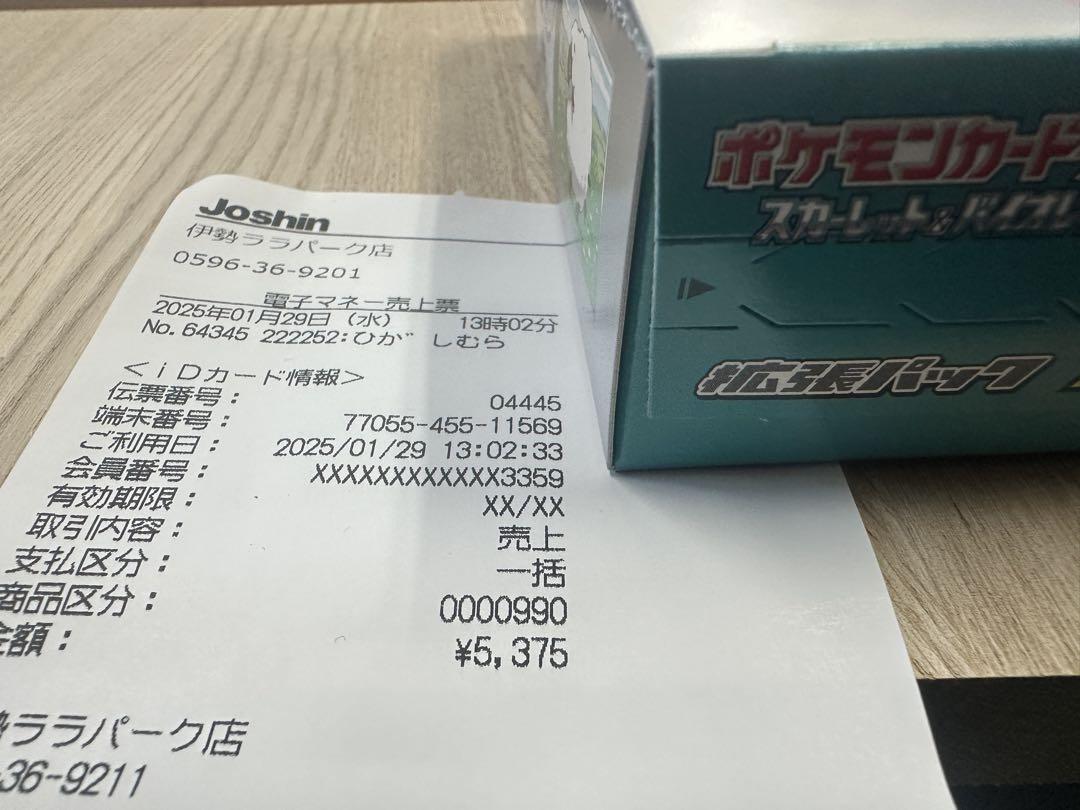 Joshin
伊勢ララパーク店
0596-36-9201
電子マネー売上票
2025年01月29日(水) 13時02分
No.64345 222252:ひがしむら
<iDカード情報>
伝票番号: 04445
端末番号: 77055-455-11569
ご利用日: 2025/01/29 13:02:33
会員番号: XXXXXXXXXXXX3359
有効期限: XX/XX
取引内容: 売上
支払区分: 一括
商品区分: 0000990
金額: ¥5,375
勢ララパーク店
36-9211
ポケモンカード
スカーレット&バイオレ
拡張パック